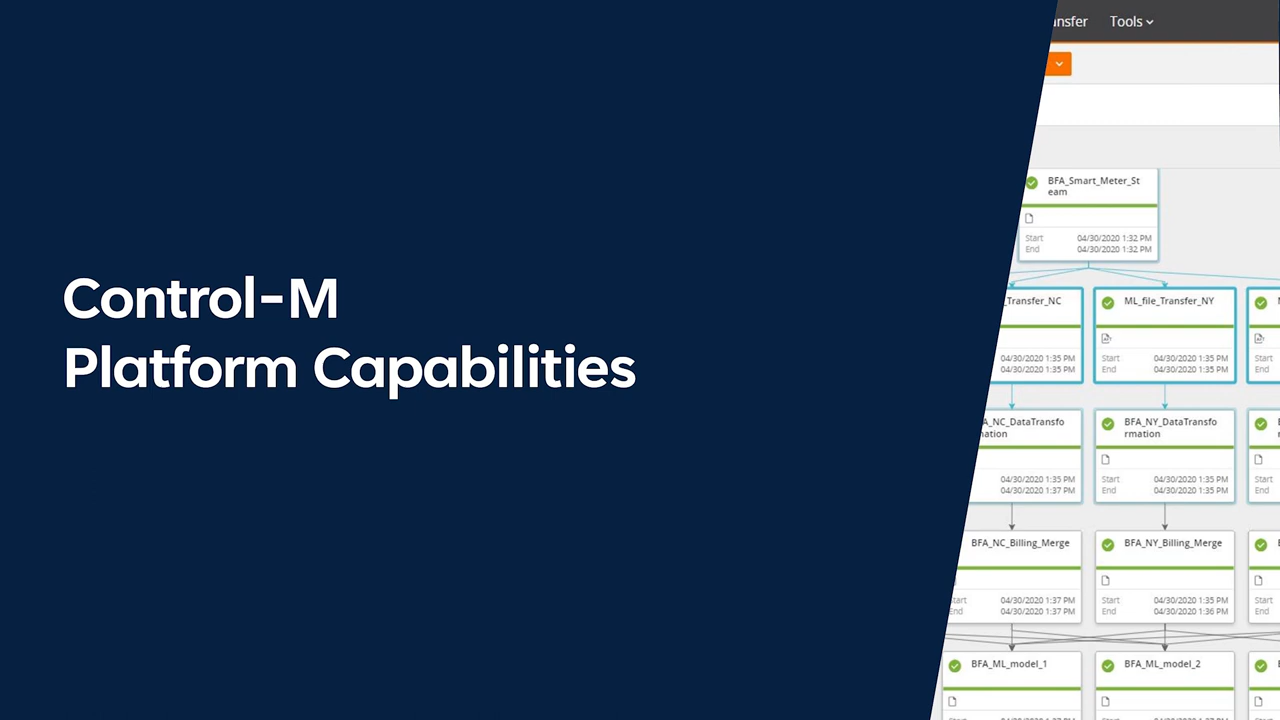 Control-M
Platform Capabilities
Tools
BFA_Smart_Meter_St
eam
Start 04/30/2020 1:32 PM
End 04/30/2020 1:32 PM
_Transfer_NC
04/30/2020 1:35 PM
04/30/2020 1:35 PM
ML_file_Transfer_NY
Start 04/30/2020 1:35 PM
End 04/30/2020 1:35 PM
Start
End
A_NC_DataTransfo
mation
04/30/2020 1:35 PM
04/30/2020 1:37 PM
BFA_NY_DataTransfo
rmation
Start 04/30/2020 1:35 PM
End 04/30/2020 1:35 PM
Start
End
BFA_NC_Billing_Merge
Start 04/30/2020 1:37 PM
End 04/30/2020 1:37 PM
BFA_NY_Billing_Merge
Start 04/30/2020 1:35 PM
End 04/30/2020 1:36 PM
Start
End
BFA_ML_model_1
BFA_ML_model_2